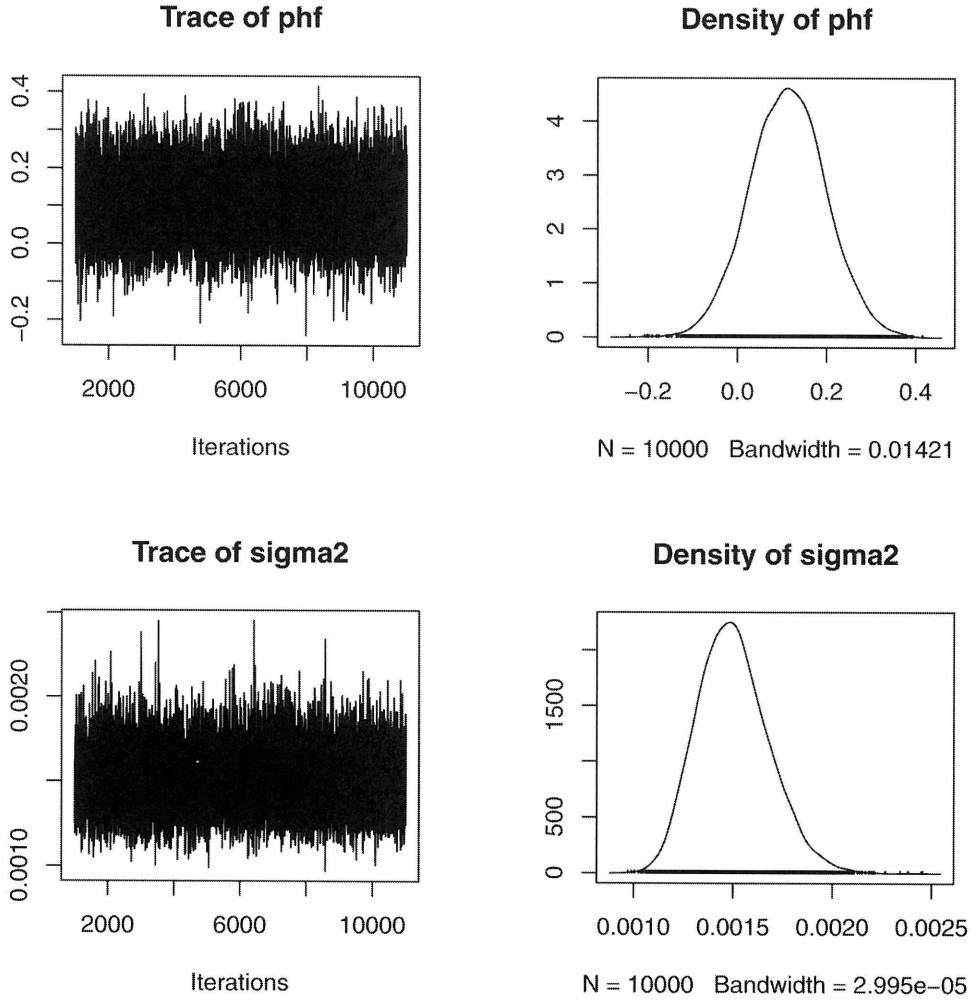 Trace of phf
Density of phf
0.4
0.2
0.0
−0.2
2000 6000 10000
Iterations
4
3
2
1
0
−0.2 0.0 0.2 0.4
N = 10000 Bandwidth = 0.01421
Trace of sigma2
Density of sigma2
0.0020
0.0010
2000 6000 10000
Iterations
1500
500
0
0.0010 0.0015 0.0020 0.0025
N = 10000 Bandwidth = 2.995e−05